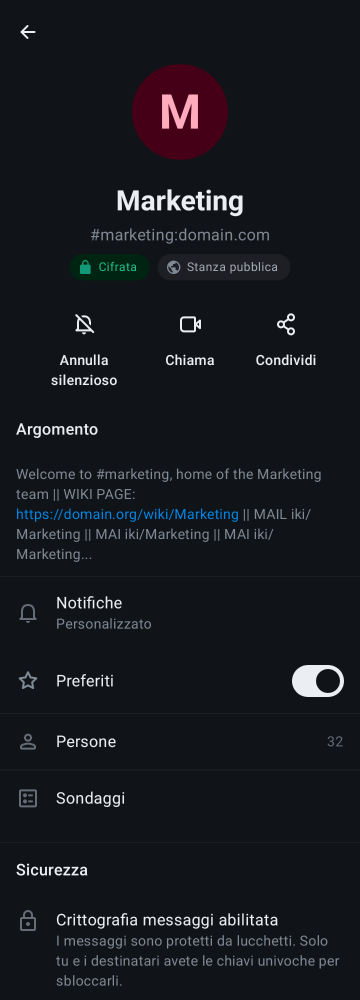 M
Marketing
#marketing:domain.com
Cifrata
Stanza pubblica
Annulla
silenzioso
Chiama
Condividi
Argomento
Welcome to #marketing, home of the Marketing
team || WIKI PAGE:
https://domain.org/wiki/Marketing || MAIL iki/
Marketing || MAI iki/Marketing || MAI iki/
Marketing...
Notifiche
Personalizzato
Preferiti
Persone
32
Sondaggi
Sicurezza
Crittografia messaggi abilitata
I messaggi sono protetti da lucchetti. Solo
tu e i destinatari avete le chiavi univoche per
sbloccarli.